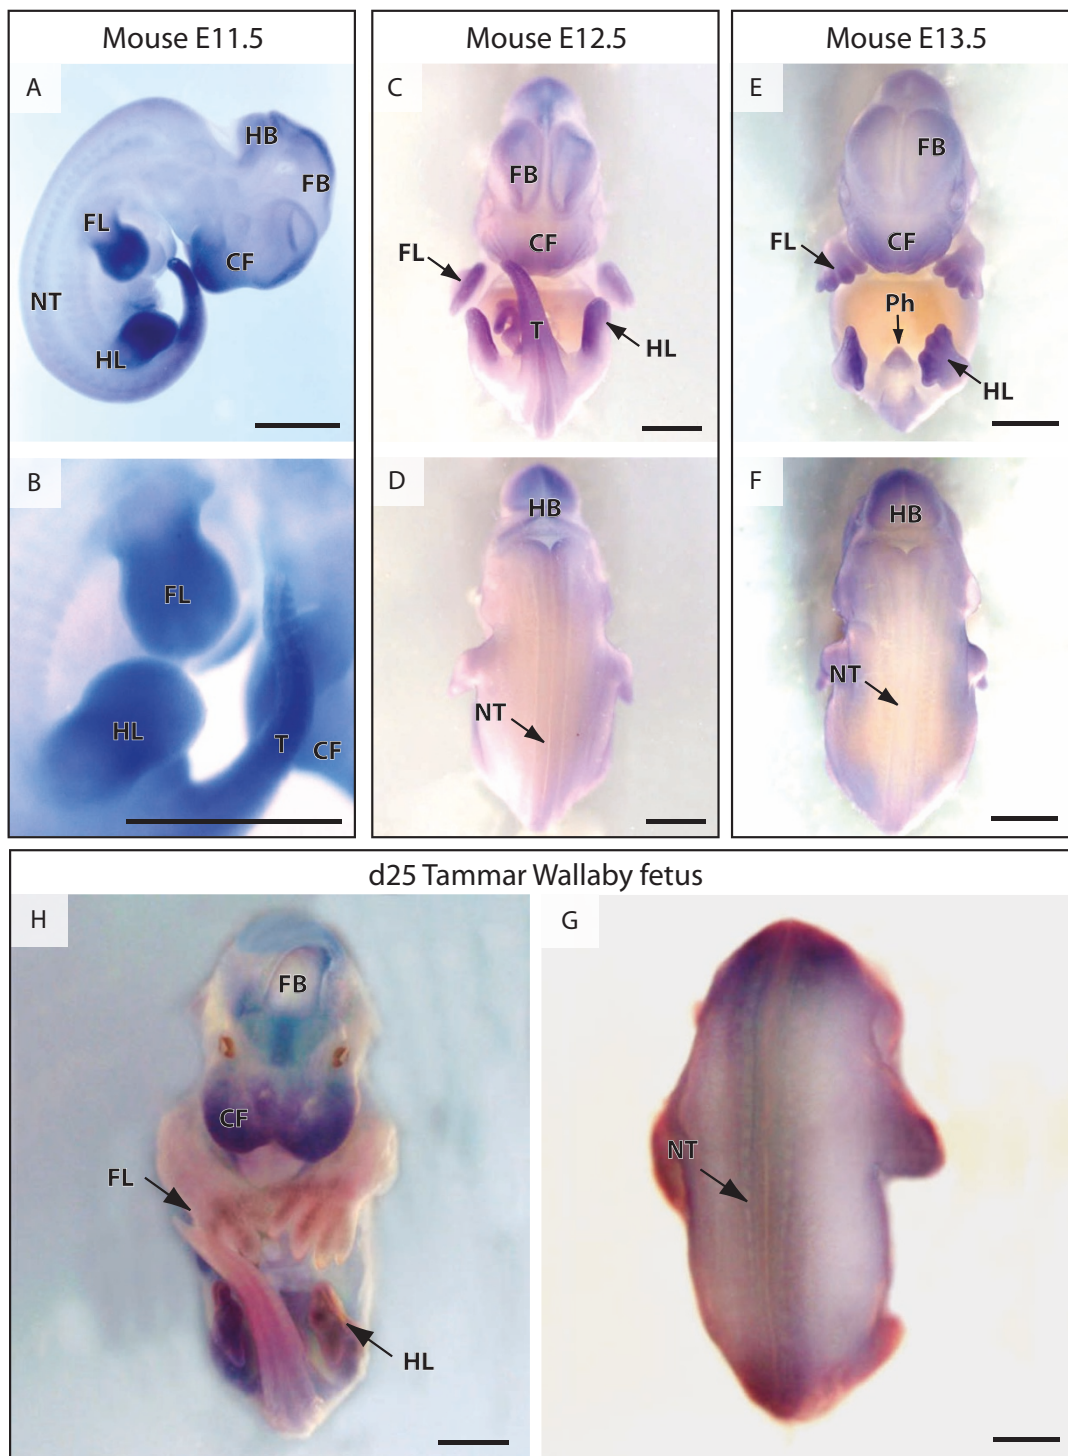 Mouse E11.5
A
HB
FB
FL
CF
NT
HL
B
FL
HL
T
CF
Mouse E12.5
C
FB
CF
FL
T
HL
D
HB
NT
Mouse E13.5
E
FB
CF
FL
Ph
HL
F
HB
NT
d25 Tammar Wallaby fetus
H
FB
CF
FL
HL
G
NT